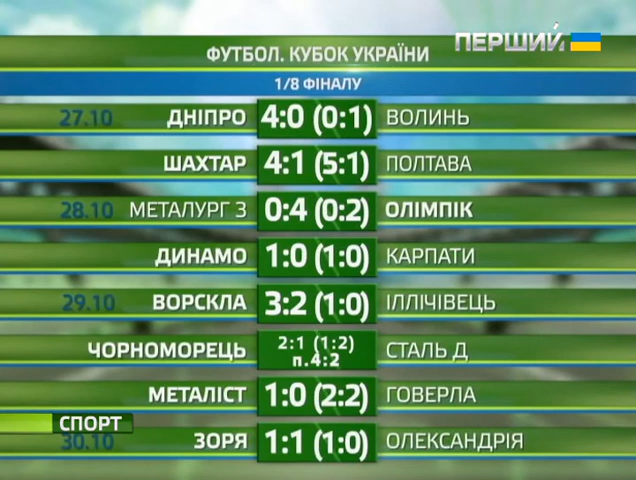 ПЕРШИЙ
ФУТБОЛ. КУБОК УКРАЇНИ
1/8 ФІНАЛУ
27.10 ДНІПРО 4:0 (0:1) ВОЛИНЬ
ШАХТАР 4:1 (5:1) ПОЛТАВА
28.10 МЕТАЛУРГ З 0:4 (0:2) ОЛІМПІК
ДИНАМО 1:0 (1:0) КАРПАТИ
29.10 ВОРСКЛА 3:2 (1:0) ІЛЛІЧІВЕЦЬ
ЧОРНОМОРЕЦЬ 2:1 (1:2) п.4:2 СТАЛЬ Д
МЕТАЛІСТ 1:0 (2:2) ГОВЕРЛА
СПОРТ
30.10 ЗОРЯ 1:1 (1:0) ОЛЕКСАНДРІЯ